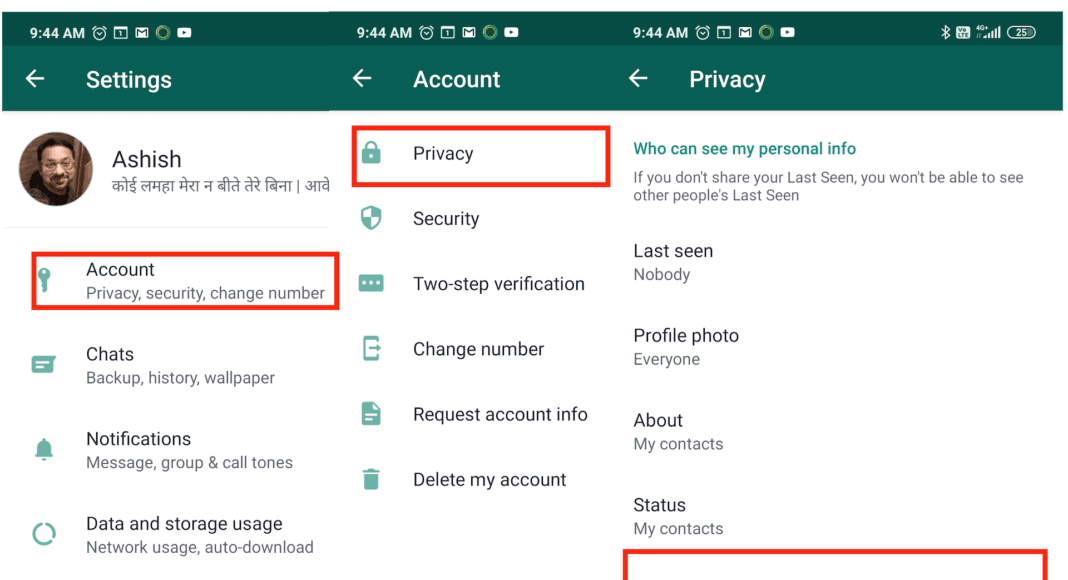 9:44 AM
Settings
Ashish
कोई लमहा मेरा न बीते तेरे बिना | आवे
Account
Privacy, security, change number
Chats
Backup, history, wallpaper
Notifications
Message, group & call tones
Data and storage usage
Network usage, auto-download
9:44 AM
Account
Privacy
Security
Two-step verification
Change number
Request account info
Delete my account
9:44 AM
4G+
25
Privacy
Who can see my personal info
If you don't share your Last Seen, you won't be able to see
other people's Last Seen
Last seen
Nobody
Profile photo
Everyone
About
My contacts
Status
My contacts